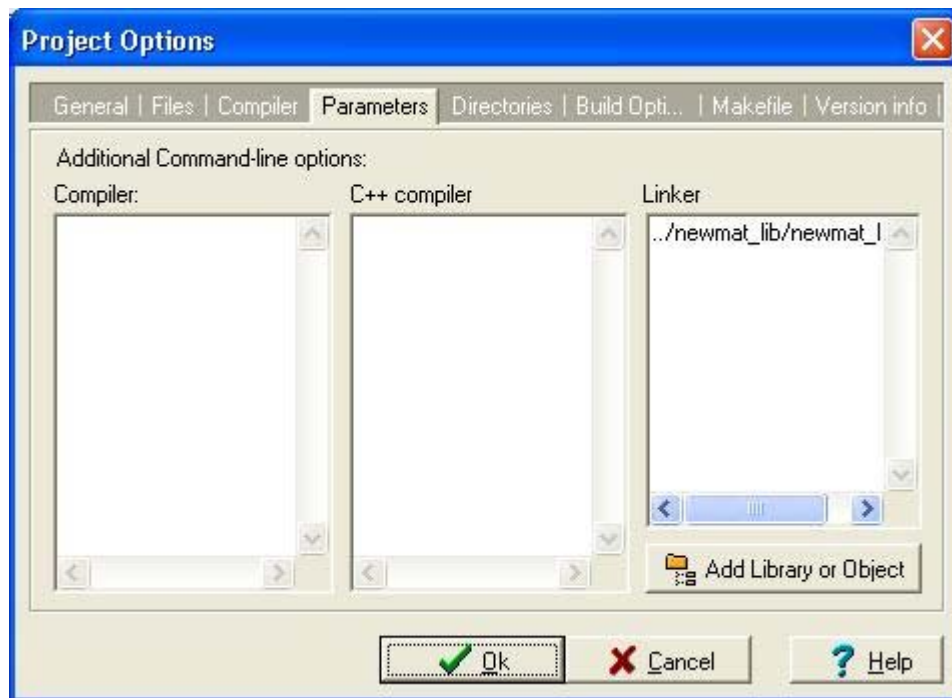 Project Options
General | Files | Compiler Parameters Directories | Build Opti... | Makefile | Version info |
Additional Command-line options:
Compiler: C++ compiler Linker
../newmat_lib/newmat_l
Add Library or Object
Ok Cancel Help